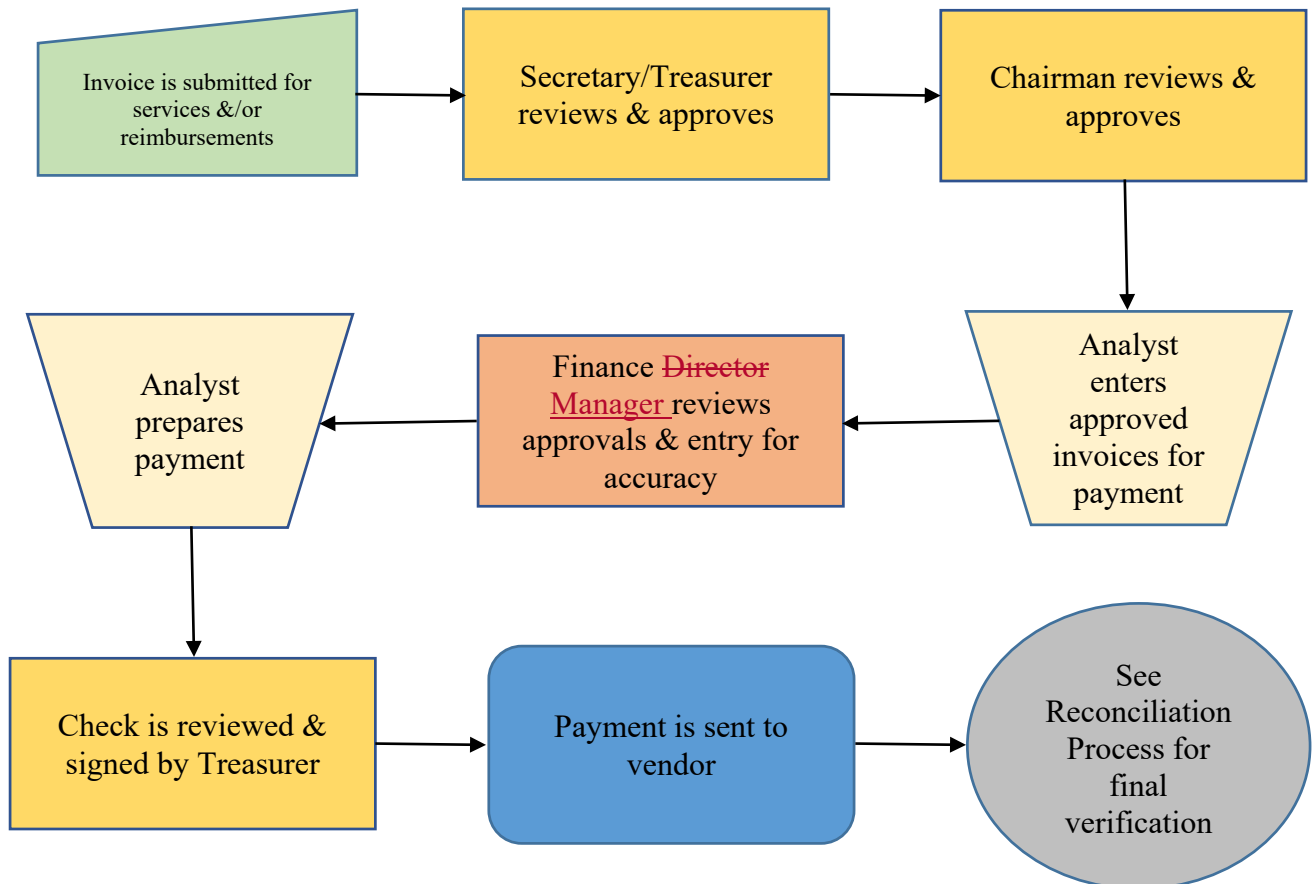 Invoice is submitted for
services &/or
reimbursements
Secretary/Treasurer
reviews & approves
Chairman reviews &
approves
Analyst
prepares
payment
Finance Director
Manager reviews
approvals & entry for
accuracy
Analyst
enters
approved
invoices for
payment
Check is reviewed &
signed by Treasurer
Payment is sent to
vendor
See
Reconciliation
Process for
final
verification